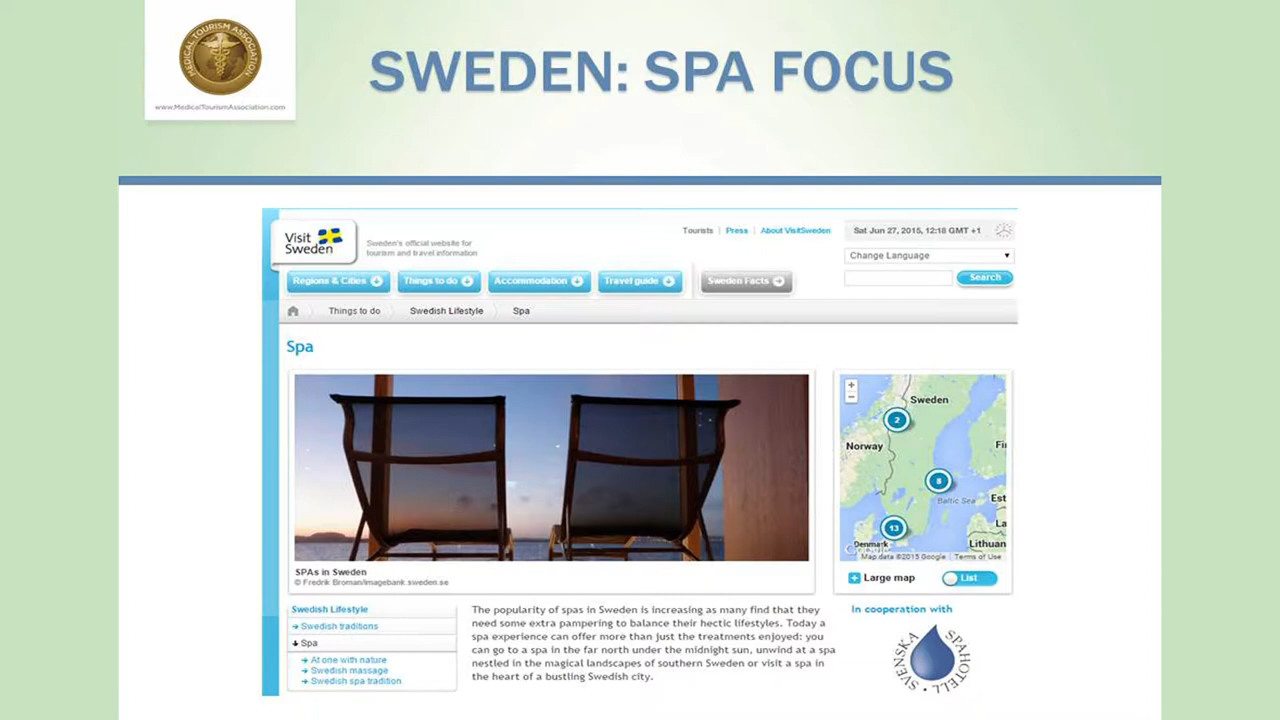 MEDICAL TOURISM ASSOCIATION
www.MedicalTourismAssociation.com
SWEDEN: SPA FOCUS
Visit
Sweden
Sweden's official website for
tourism and travel information
Tourists | Press | About VisitSweden
Sat Jun 27, 2015, 12:18 GMT +1
Change Language
Search
Regions & Cities
Things to do
Accommodation
Travel guide
Sweden Facts
Things to do
Swedish Lifestyle
Spa
Spa
SPAs in Sweden
© Fredrik Broman/imagebank.sweden.se
+
−
Sweden
2
Norway
Fi
8
Baltic Sea
Est
La
13
Denmark
Lithuan
Map data ©2015 Google
Terms of Use
Large map
List
Swedish Lifestyle
Swedish traditions
Spa
At one with nature
Swedish massage
Swedish spa tradition
The popularity of spas in Sweden is increasing as many find that they
need some extra pampering to balance their hectic lifestyles. Today a
spa experience can offer more than just the treatments enjoyed: you
can go to a spa in the far north under the midnight sun, unwind at a spa
nestled in the magical landscapes of southern Sweden or visit a spa in
the heart of a bustling Swedish city.
In cooperation with
SVENSKA SPAHOTELL